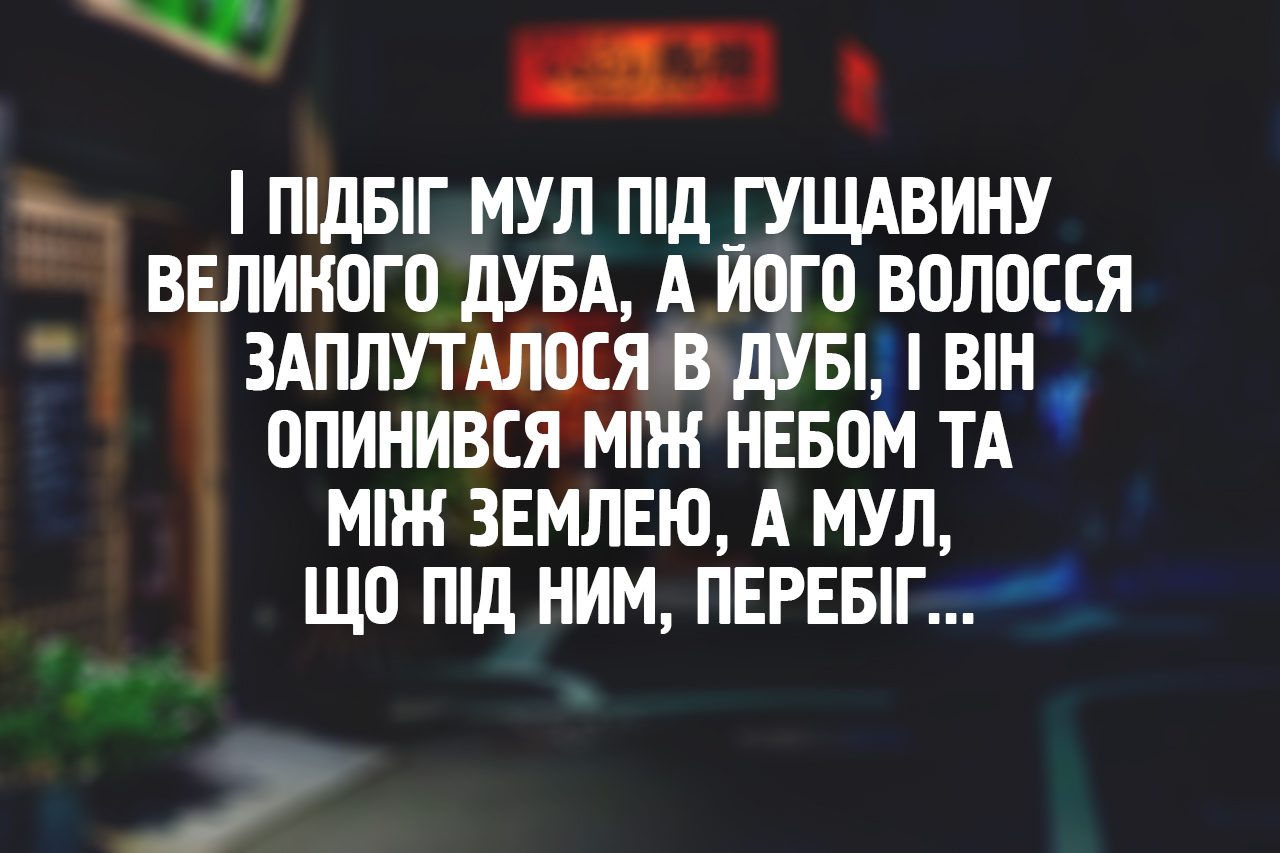 І ПІДБІГ МУЛ ПІД ГУЩАВИНУ
ВЕЛИКОГО ДУБА, А ЙОГО ВОЛОССЯ
ЗАПЛУТАЛОСЯ В ДУБІ, І ВІН
ОПИНИВСЯ МІЖ НЕБОМ ТА
МІЖ ЗЕМЛЕЮ, А МУЛ,
ЩО ПІД НИМ, ПЕРЕБІГ...